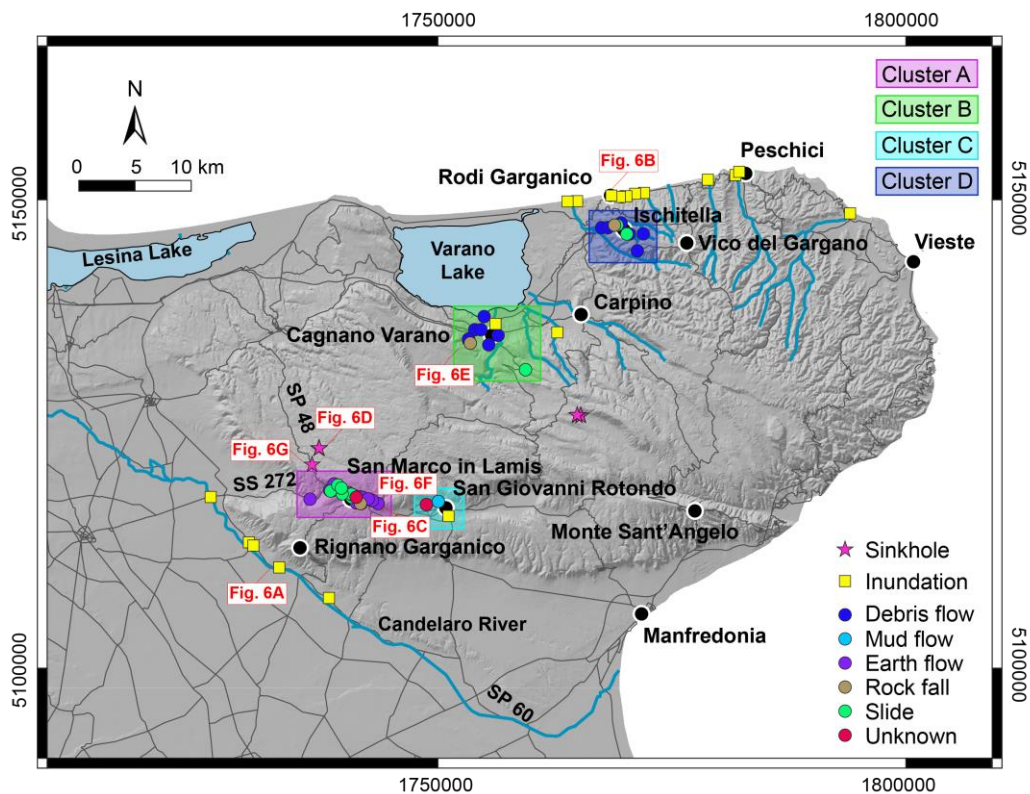 1750000
1800000
N
0 5 10 km
Cluster A
Cluster B
Cluster C
Cluster D
Peschici
Fig. 6B
Rodi Garganico
5150000
5150000
Ischitella
Vico del Gargano
Vieste
Lesina Lake
Varano
Lake
Carpino
Cagnano Varano
Fig. 6E
SP 48
Fig. 6D
Fig. 6G
San Marco in Lamis
SS 272
Fig. 6F
San Giovanni Rotondo
Fig. 6C
Monte Sant'Angelo
Rignano Garganico
Fig. 6A
Candelaro River
Manfredonia
SP 60
Sinkhole
Inundation
Debris flow
Mud flow
Earth flow
Rock fall
Slide
Unknown
5100000
5100000
1750000
1800000